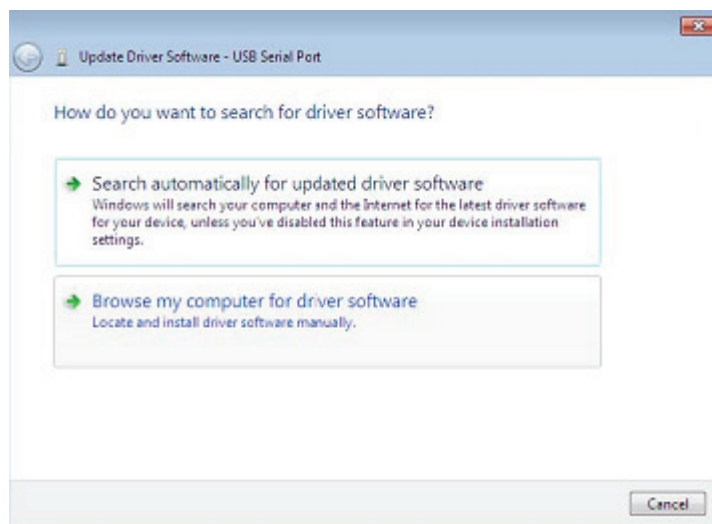 Update Driver Software - USB Serial Port
How do you want to search for driver software?
Search automatically for updated driver software
Windows will search your computer and the Internet for the latest driver software
for your device, unless you've disabled this feature in your device installation
settings.
Browse my computer for driver software
Locate and install driver software manually.
Cancel